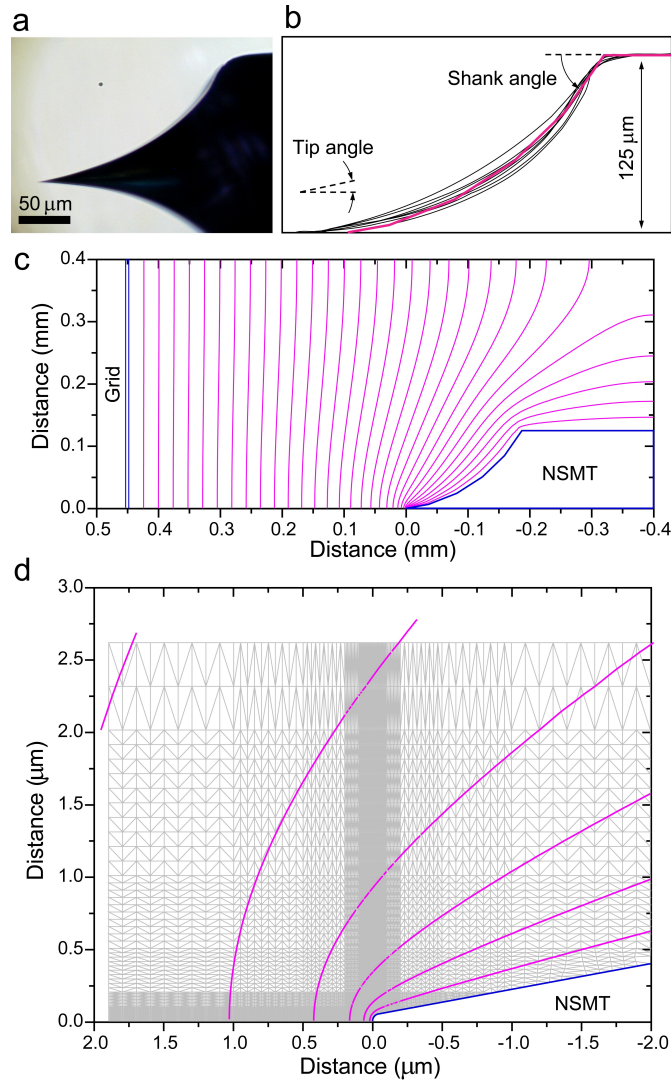 a
50 μm
b
Shank angle
Tip angle
125 μm
c
0.4
0.3
0.2
0.1
0.0
Distance (mm)
Grid
NSMT
0.5 0.4 0.3 0.2 0.1 0.0 -0.1 -0.2 -0.3 -0.4
Distance (mm)
d
3.0
2.5
2.0
1.5
1.0
0.5
0.0
Distance (μm)
NSMT
2.0 1.5 1.0 0.5 0.0 -0.5 -1.0 -1.5 -2.0
Distance (μm)